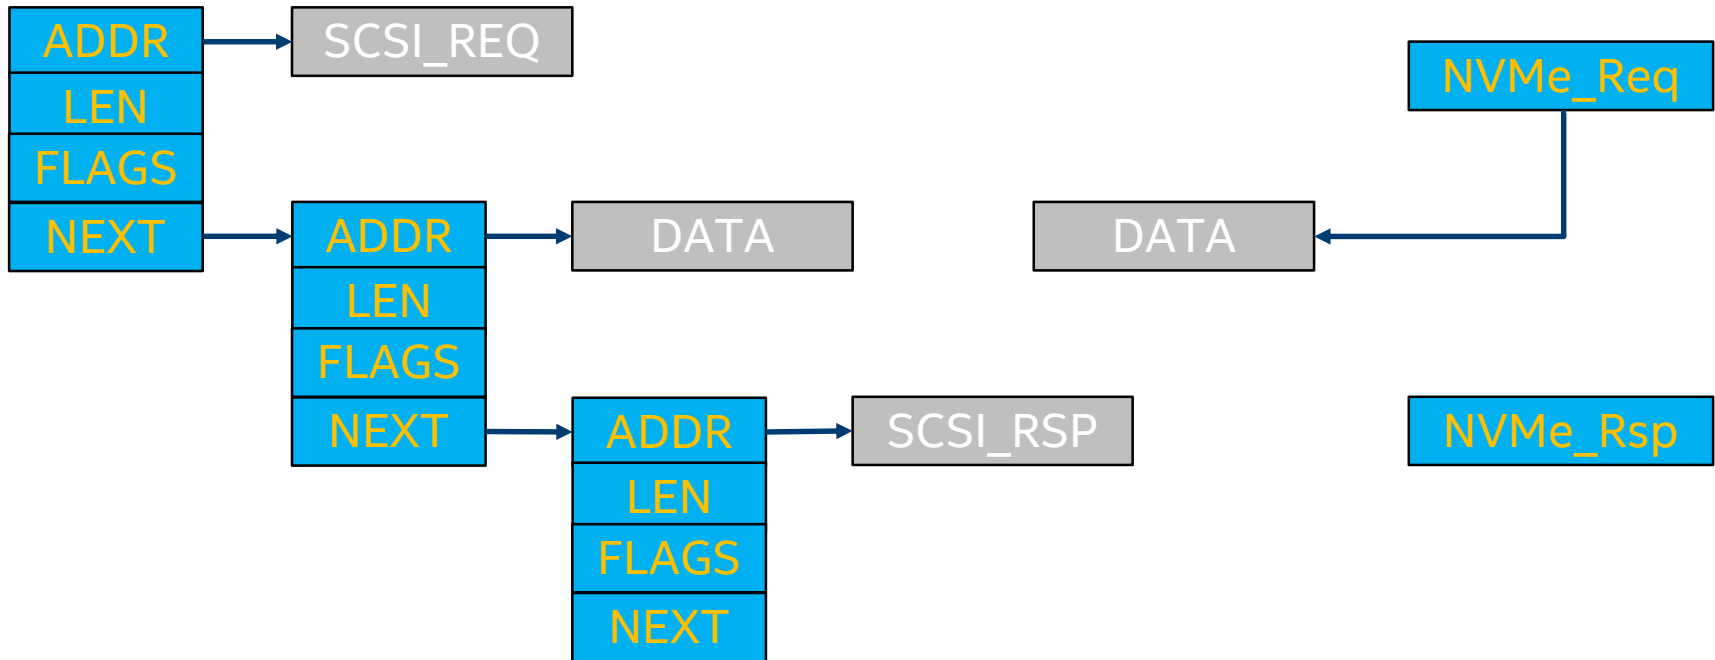 ADDR
SCSI_REQ
LEN
FLAGS
NEXT
ADDR
DATA
LEN
FLAGS
NEXT
ADDR
SCSI_RSP
LEN
FLAGS
NEXT
NVMe_Req
DATA
NVMe_Rsp